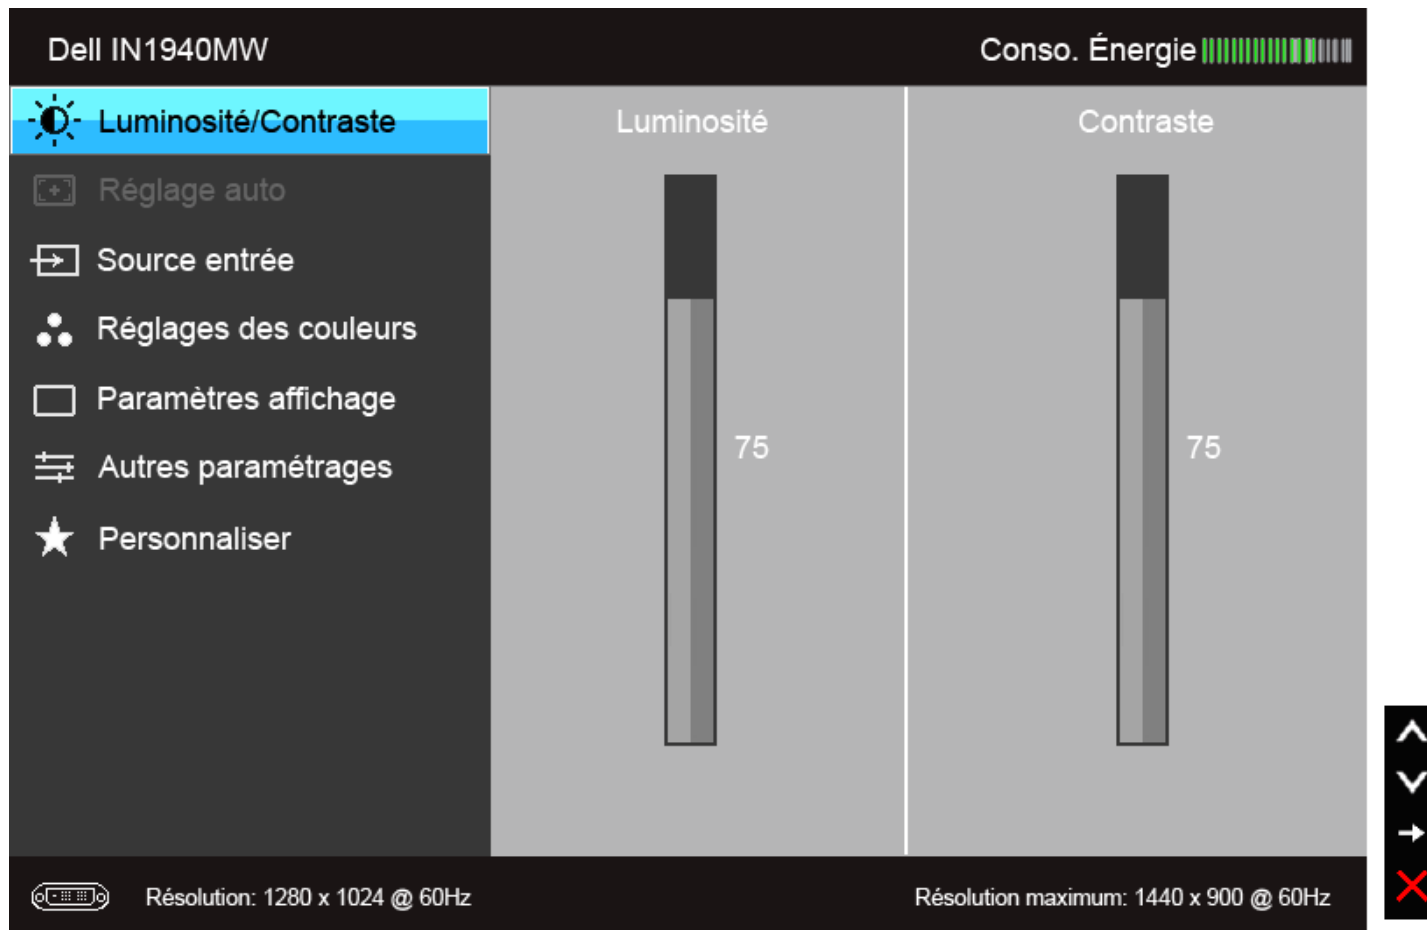 Dell IN1940MW
Conso. Énergie
Luminosité/Contraste
Réglage auto
Source entrée
Réglages des couleurs
Paramètres affichage
Autres paramétrages
Personnaliser
Luminosité
75
Contraste
75
Résolution: 1280 x 1024 @ 60Hz
Résolution maximum: 1440 x 900 @ 60Hz